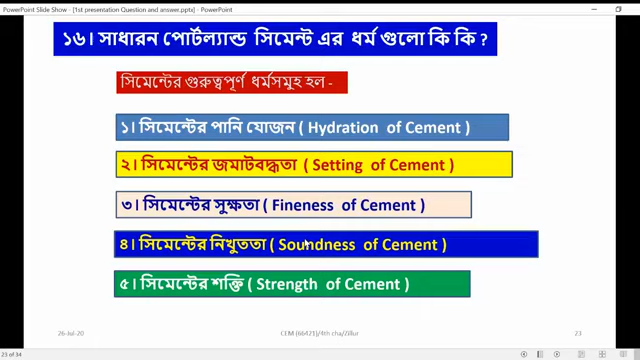 PowerPoint Slide Show - [1st presentation Question and answer.pptx] - PowerPoint
১৬। সাধারন পোর্টল্যান্ড সিমেন্ট এর ধর্ম গুলো কি কি ?
সিমেন্টের গুরুত্বপূর্ণ ধর্মসমুহ হল -
১। সিমেন্টের পানি যোজন ( Hydration of Cement )
২। সিমেন্টের জমাটবদ্ধতা ( Setting of Cement )
৩। সিমেন্টের সুক্ষতা ( Fineness of Cement )
৪। সিমেন্টের নিখুততা ( Soundness of Cement )
৫। সিমেন্টের শক্তি ( Strength of Cement )
26-Jul-20 CEM (66421)/4th cha/Zillur 23
23 of 34